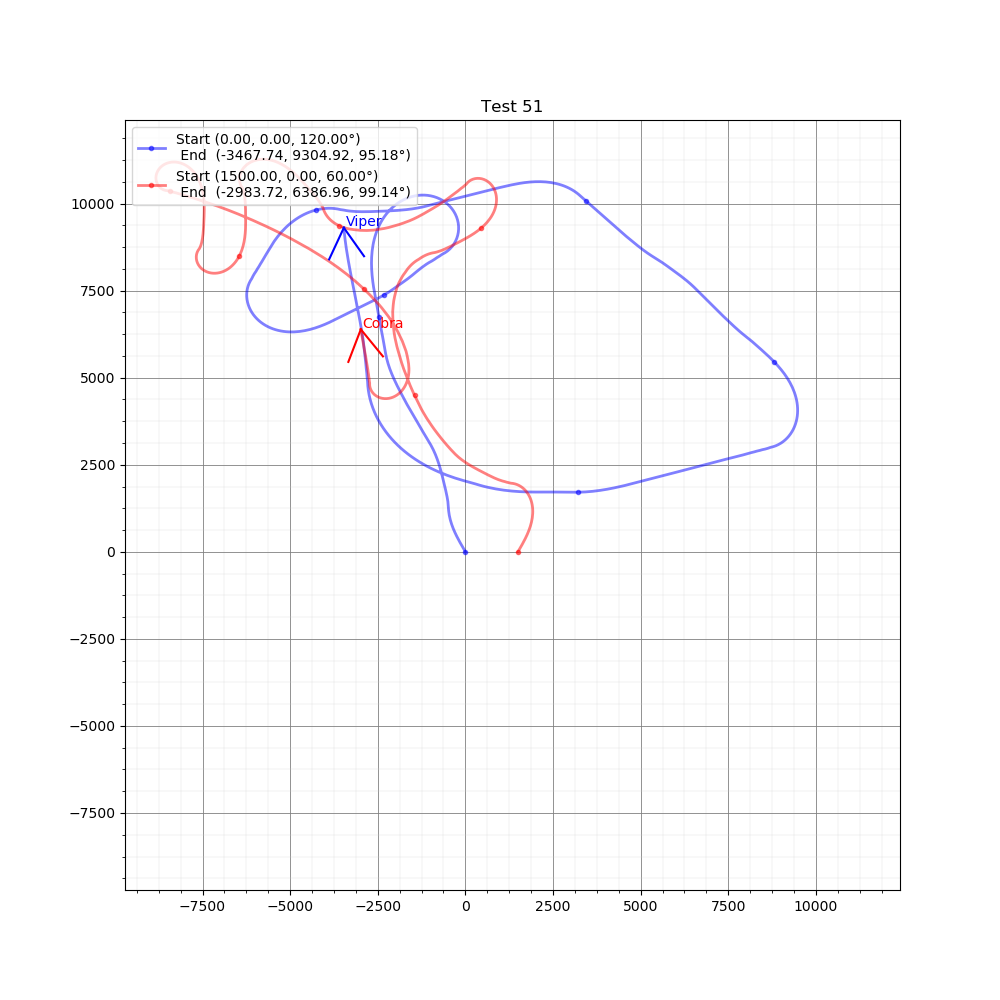 Test 51
Start (0.00, 0.00, 120.00°)
End  (-3467.74, 9304.92, 95.18°)
Start (1500.00, 0.00, 60.00°)
End  (-2983.72, 6386.96, 99.14°)
10000
Viper
7500
Cobra
5000
2500
0
−2500
−5000
−7500
−7500 −5000 −2500 0 2500 5000 7500 10000